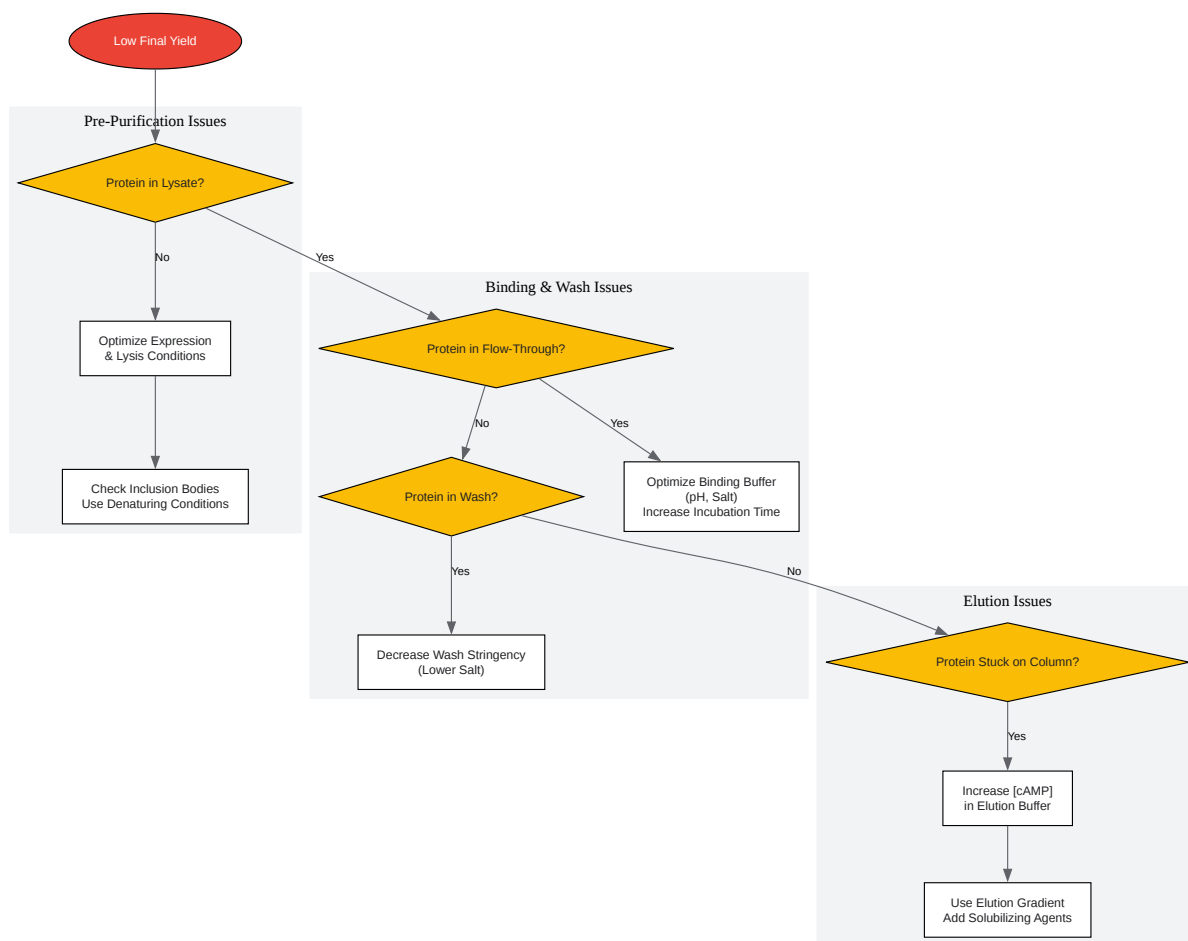 Low Final Yield
Pre-Purification Issues
Protein in Lysate?
No
Yes
Optimize Expression
& Lysis Conditions
Check Inclusion Bodies
Use Denaturing Conditions
Binding & Wash Issues
Protein in Flow-Through?
No
Yes
Protein in Wash?
Optimize Binding Buffer
(pH, Salt)
Increase Incubation Time
Yes
No
Decrease Wash Stringency
(Lower Salt)
Elution Issues
Protein Stuck on Column?
Yes
Increase [cAMP]
in Elution Buffer
Use Elution Gradient
Add Solubilizing Agents